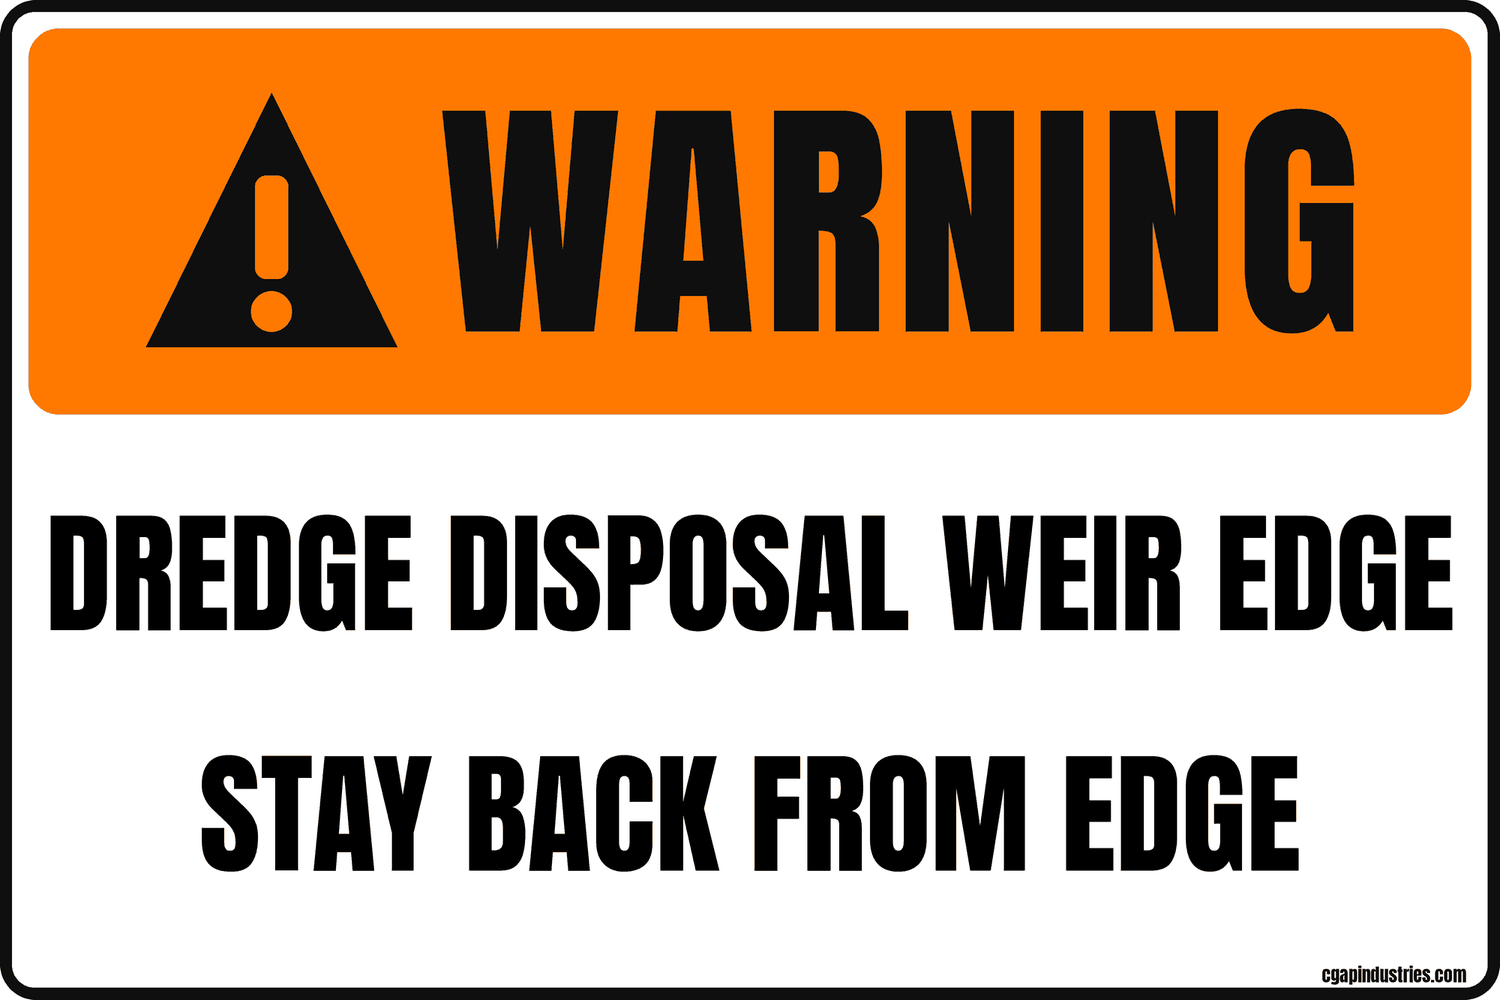 WARNING
DREDGE DISPOSAL WEIR EDGE
STAY BACK FROM EDGE
cgapindustries.com